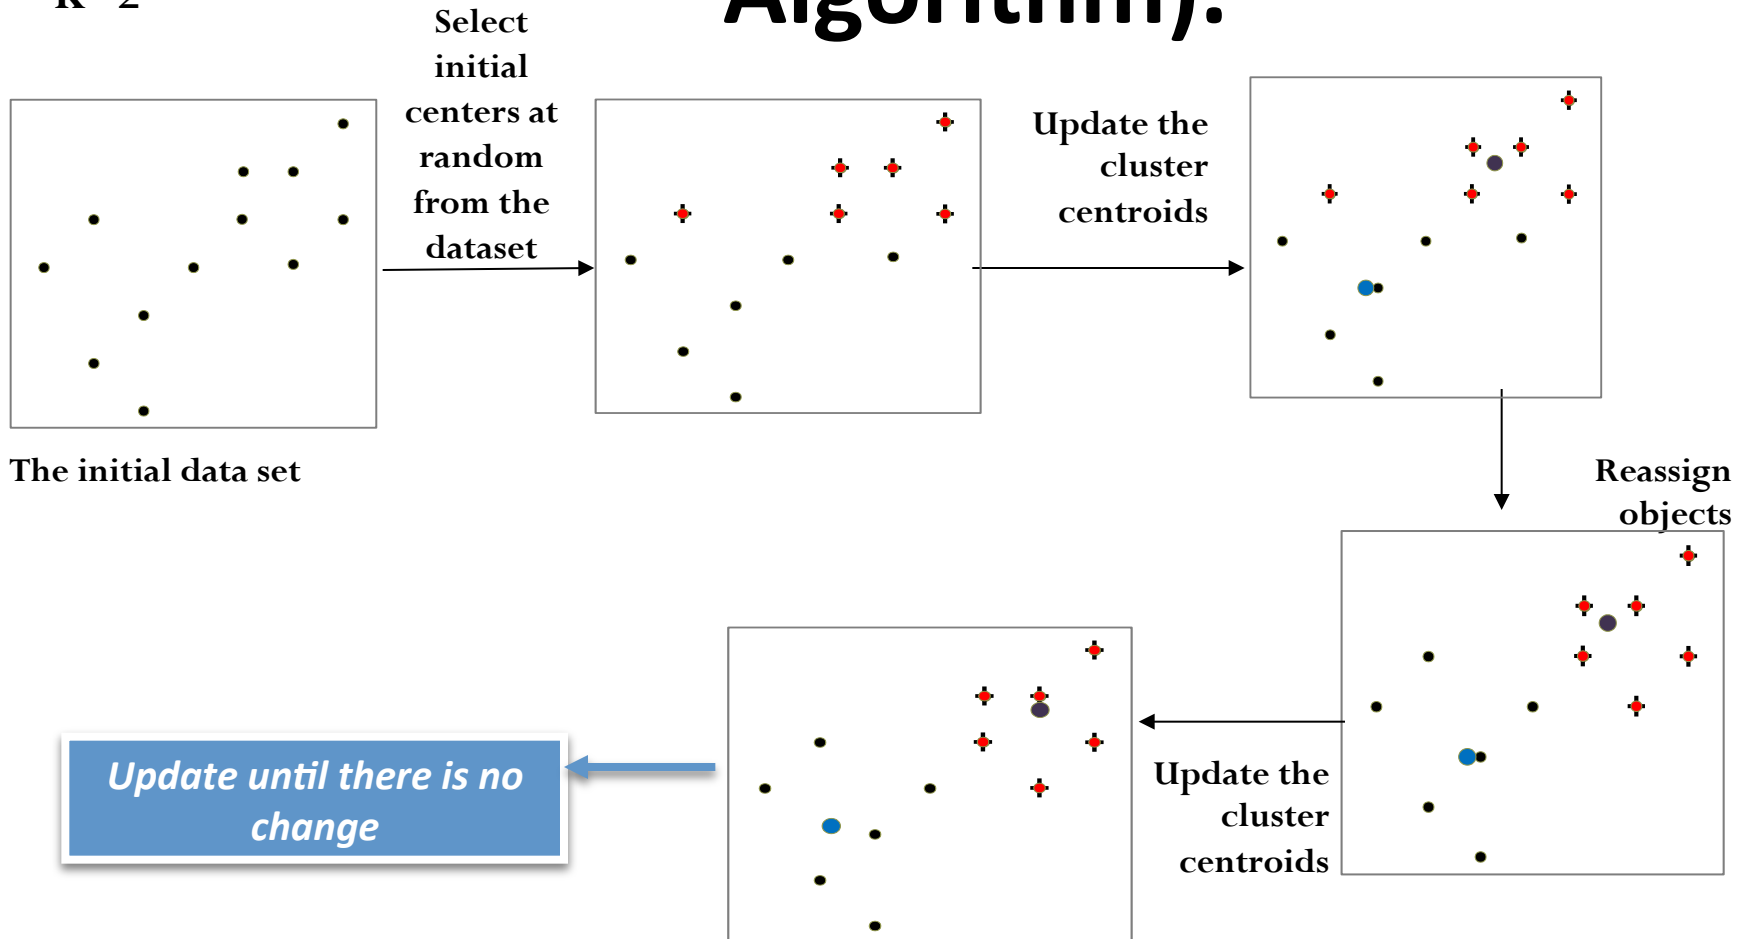 Algorithm).
Select
initial
centers at
random
from the
dataset
Update the
cluster
centroids
The initial data set
Reassign
objects
Update the
cluster
centroids
Update until there is no
change